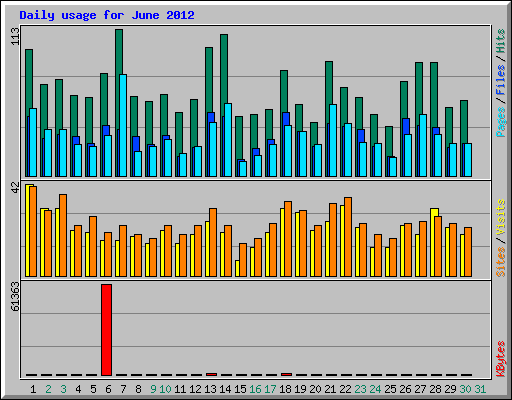 Daily usage for June 2012
113
Pages / Files / Hits
42
Sites / Visits
61363
KBytes
1 2 3 4 5 6 7 8 9 10 11 12 13 14 15 16 17 18 19 20 21 22 23 24 25 26 27 28 29 30 31